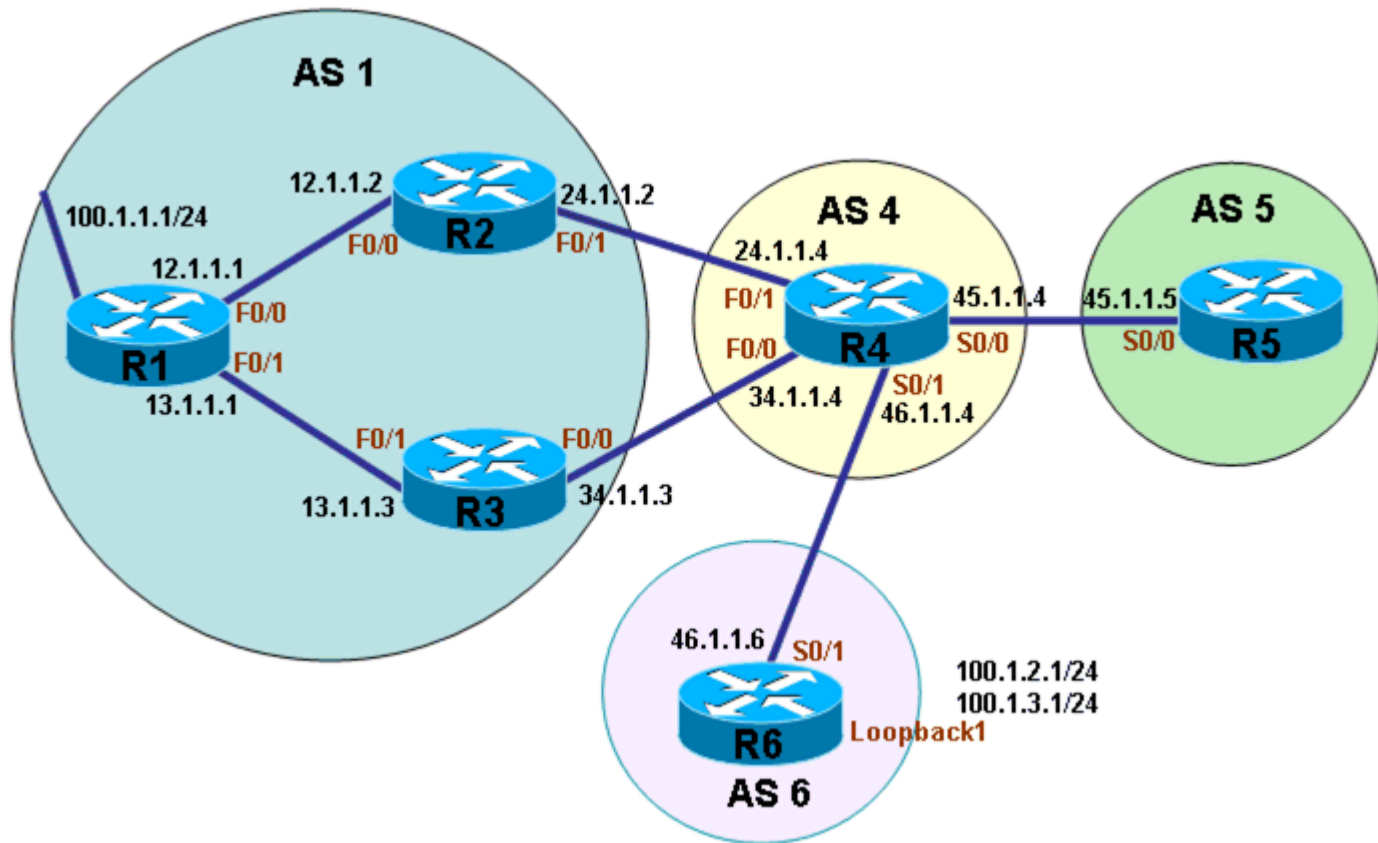 AS 1
100.1.1.1/24
12.1.1.1
F0/0
R1
F0/1
13.1.1.1
12.1.1.2
F0/0
R2
24.1.1.2
F0/1
F0/1
13.1.1.3
R3
F0/0
34.1.1.3
AS 4
24.1.1.4
F0/1
F0/0
R4
34.1.1.4
45.1.1.4
S0/0
S0/1
46.1.1.4
AS 5
45.1.1.5
S0/0
R5
46.1.1.6
S0/1
R6
Loopback1
100.1.2.1/24
100.1.3.1/24
AS 6